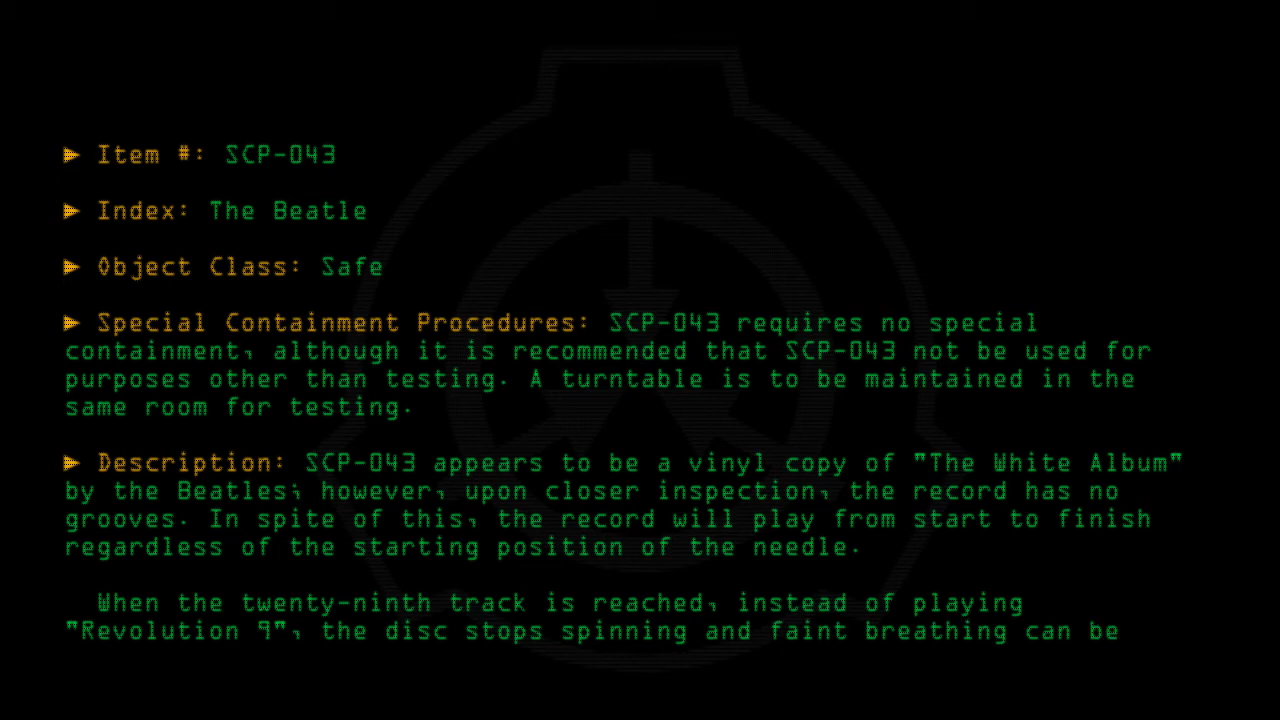 ► Item #: SCP-043
► Index: The Beatle
► Object Class: Safe
► Special Containment Procedures: SCP-043 requires no special
containment, although it is recommended that SCP-043 not be used for
purposes other than testing. A turntable is to be maintained in the
same room for testing.
► Description: SCP-043 appears to be a vinyl copy of "The White Album"
by the Beatles; however, upon closer inspection, the record has no
grooves. In spite of this, the record will play from start to finish
regardless of the starting position of the needle.
When the twenty-ninth track is reached, instead of playing
"Revolution 9", the disc stops spinning and faint breathing can be